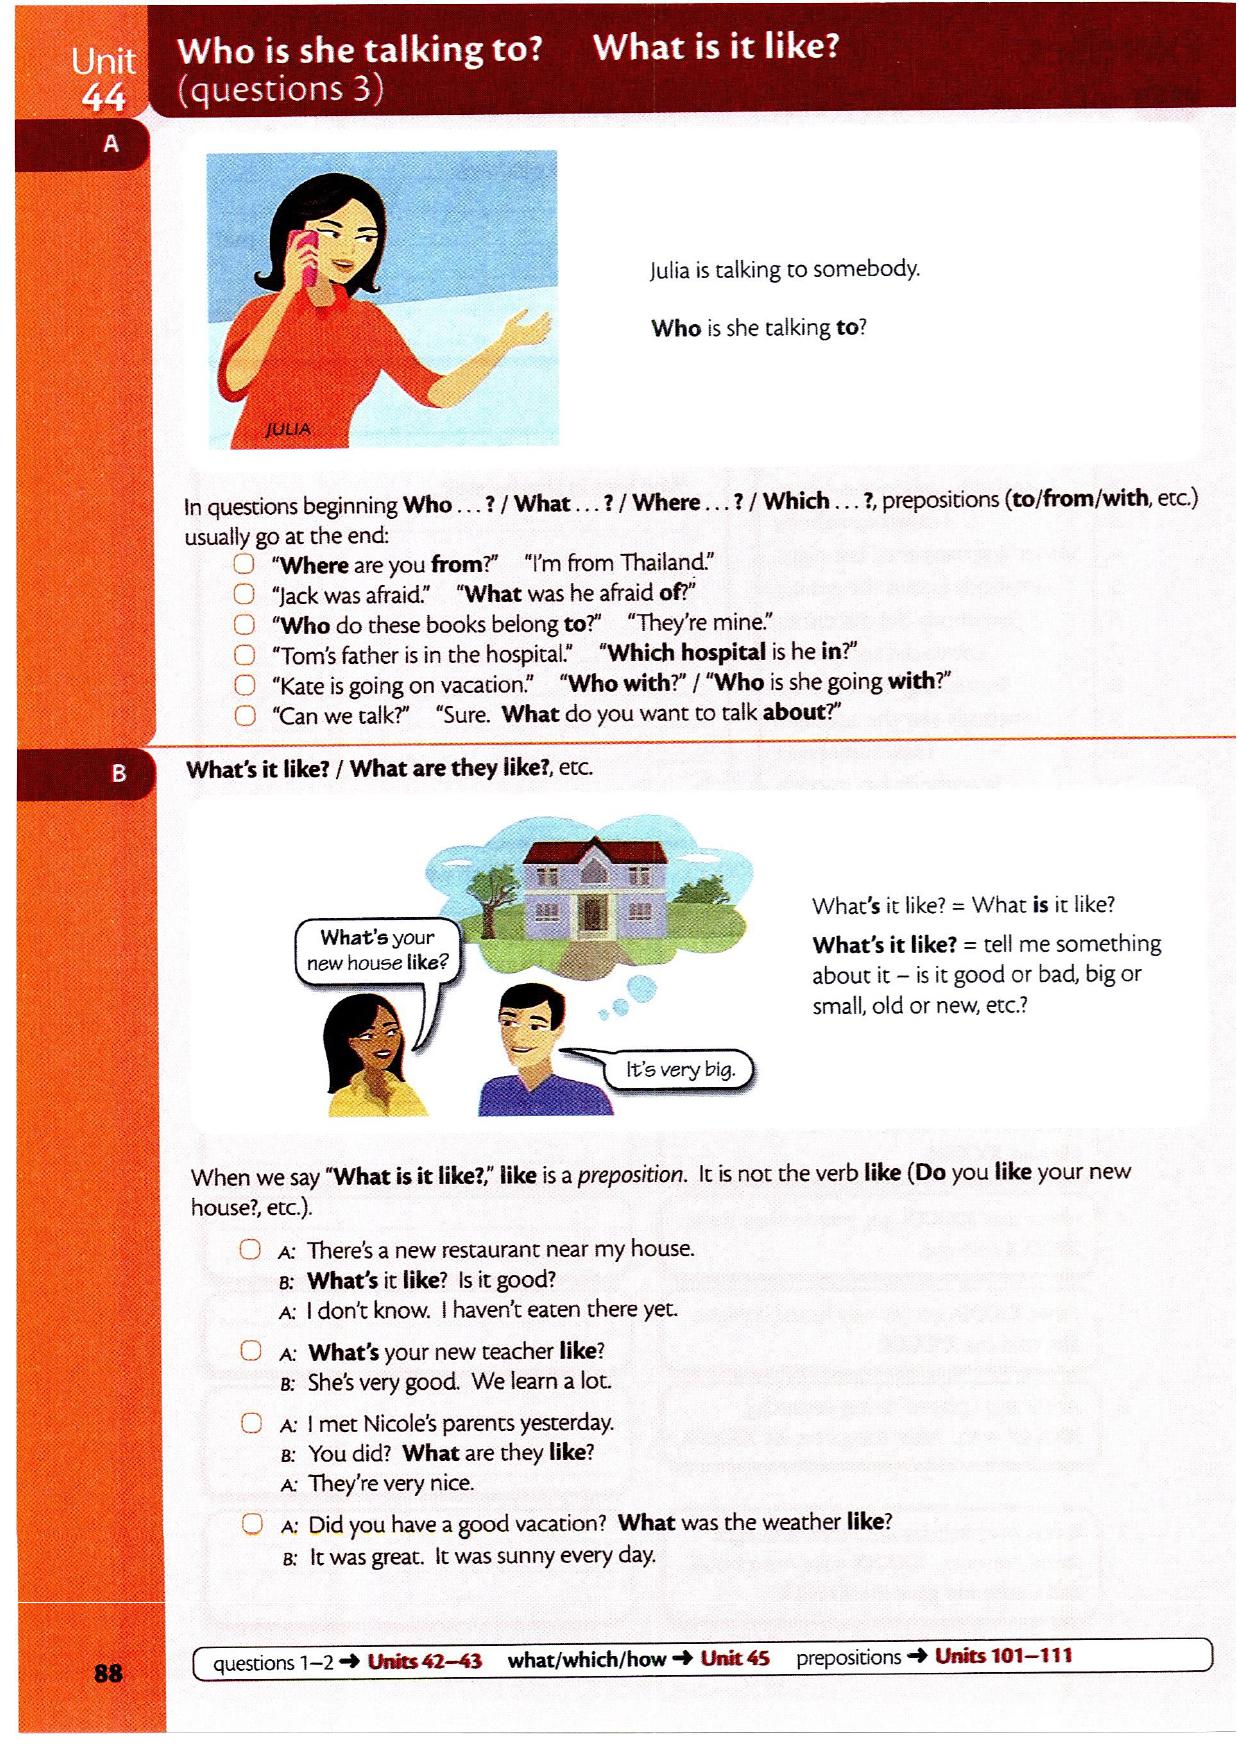 Unit
44
Who is she talking to? What is it like?
(questions 3)
A
JULIA
Julia is talking to somebody.
Who is she talking to?
In questions beginning Who . . . ? / What . . . ? / Where . . . ? / Which . . . ?, prepositions (to/from/with, etc.)
usually go at the end:
"Where are you from?" "I'm from Thailand."
"Jack was afraid." "What was he afraid of?"
"Who do these books belong to?" "They're mine."
"Tom's father is in the hospital." "Which hospital is he in?"
"Kate is going on vacation." "Who with?" / "Who is she going with?"
"Can we talk?" "Sure. What do you want to talk about?"
B
What's it like? / What are they like?, etc.
What's your
new house like?
It's very big.
What's it like? = What is it like?
What's it like? = tell me something
about it – is it good or bad, big or
small, old or new, etc.?
When we say "What is it like?," like is a preposition. It is not the verb like (Do you like your new
house?, etc.).
A: There's a new restaurant near my house.
B: What's it like? Is it good?
A: I don't know. I haven't eaten there yet.
A: What's your new teacher like?
B: She's very good. We learn a lot.
A: I met Nicole's parents yesterday.
B: You did? What are they like?
A: They're very nice.
A: Did you have a good vacation? What was the weather like?
B: It was great. It was sunny every day.
88
questions 1–2 → Units 42–43 what/which/how → Unit 45 prepositions → Units 101–111